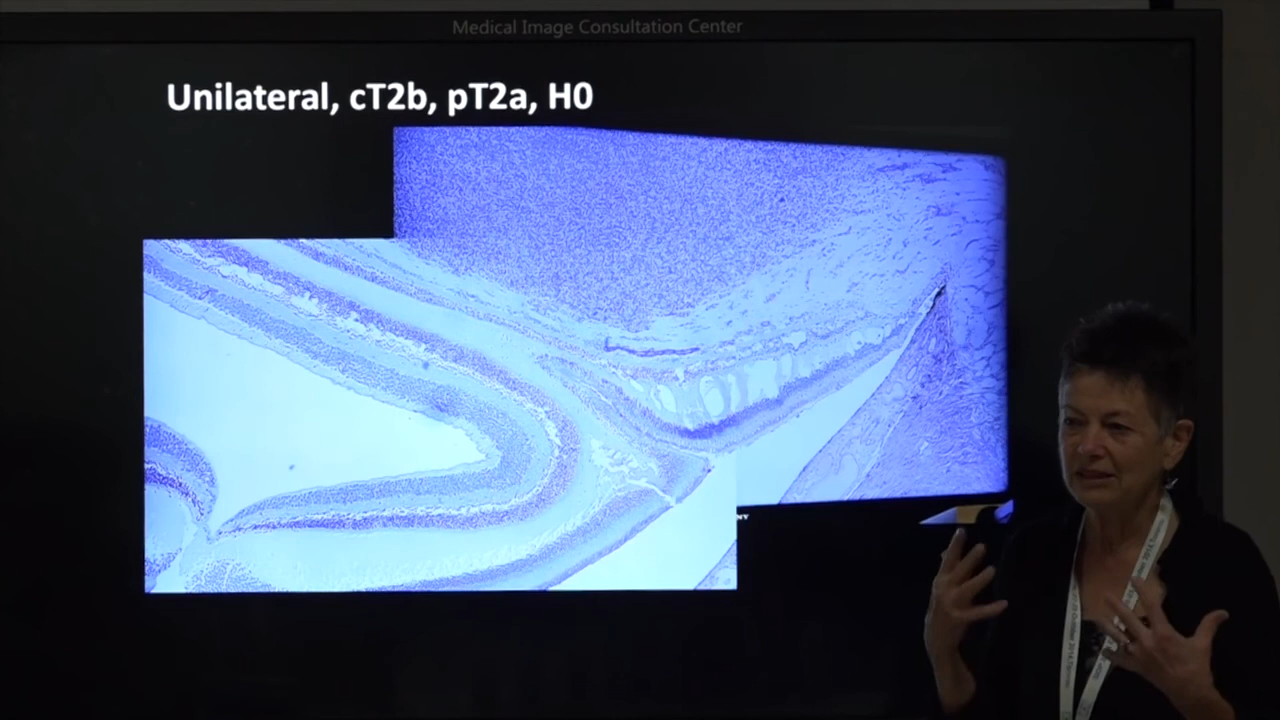 Medical Image Consultation Center
Unilateral, cT2b, pT2a, H0